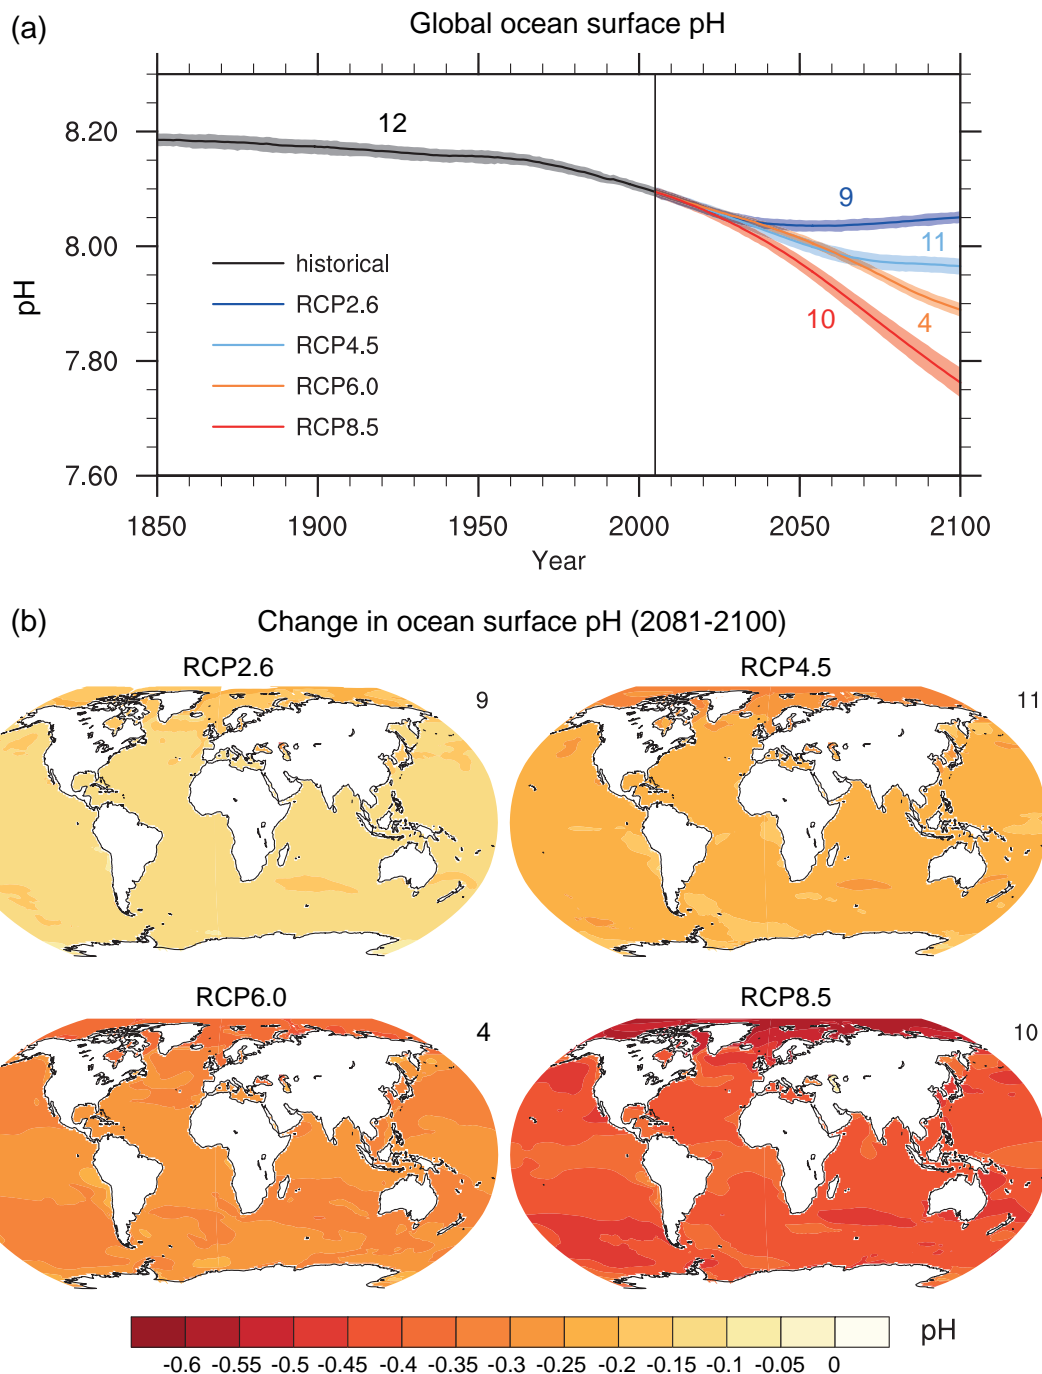 (a)
Global ocean surface pH
pH
8.20
8.00
7.80
7.60
12
9
11
4
10
historical
RCP2.6
RCP4.5
RCP6.0
RCP8.5
1850 1900 1950 2000 2050 2100
Year
(b)
Change in ocean surface pH (2081-2100)
RCP2.6
9
RCP4.5
11
RCP6.0
4
RCP8.5
10
-0.6 -0.55 -0.5 -0.45 -0.4 -0.35 -0.3 -0.25 -0.2 -0.15 -0.1 -0.05 0
pH